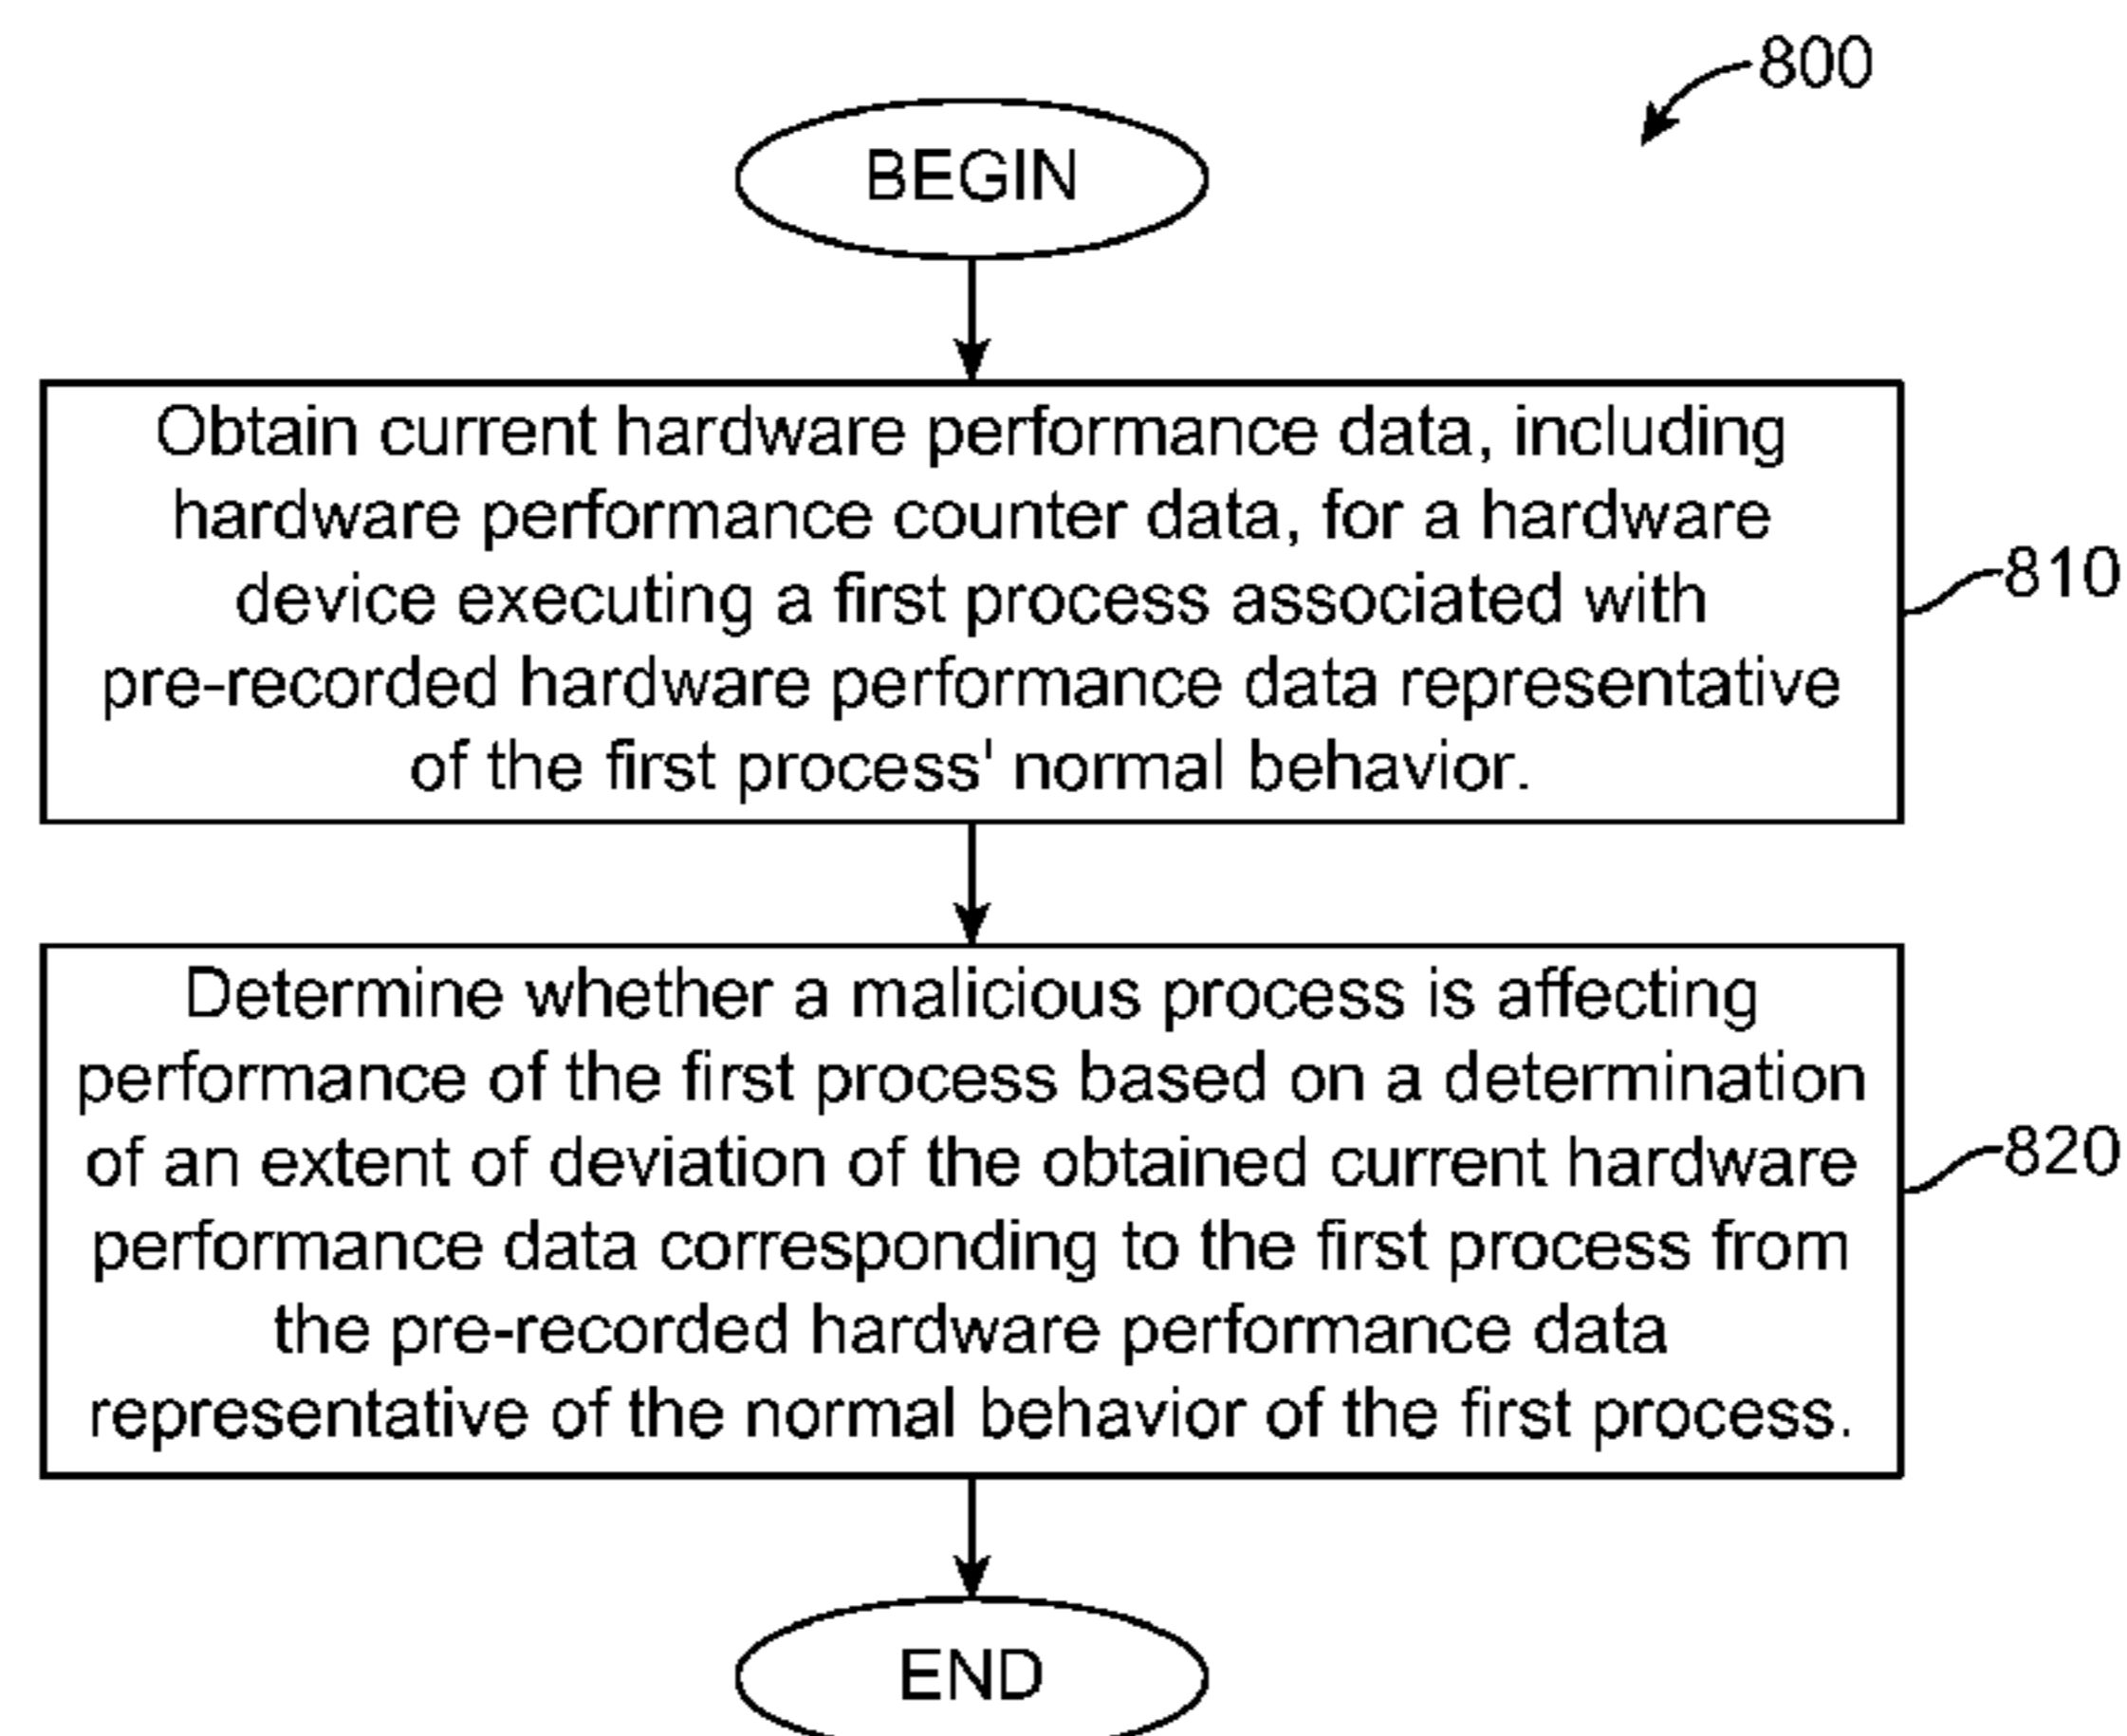 800
BEGIN
Obtain current hardware performance data, including
hardware performance counter data, for a hardware
device executing a first process associated with
pre-recorded hardware performance data representative
of the first process' normal behavior.
810
Determine whether a malicious process is affecting
performance of the first process based on a determination
of an extent of deviation of the obtained current hardware
performance data corresponding to the first process from
the pre-recorded hardware performance data
representative of the normal behavior of the first process.
820
END